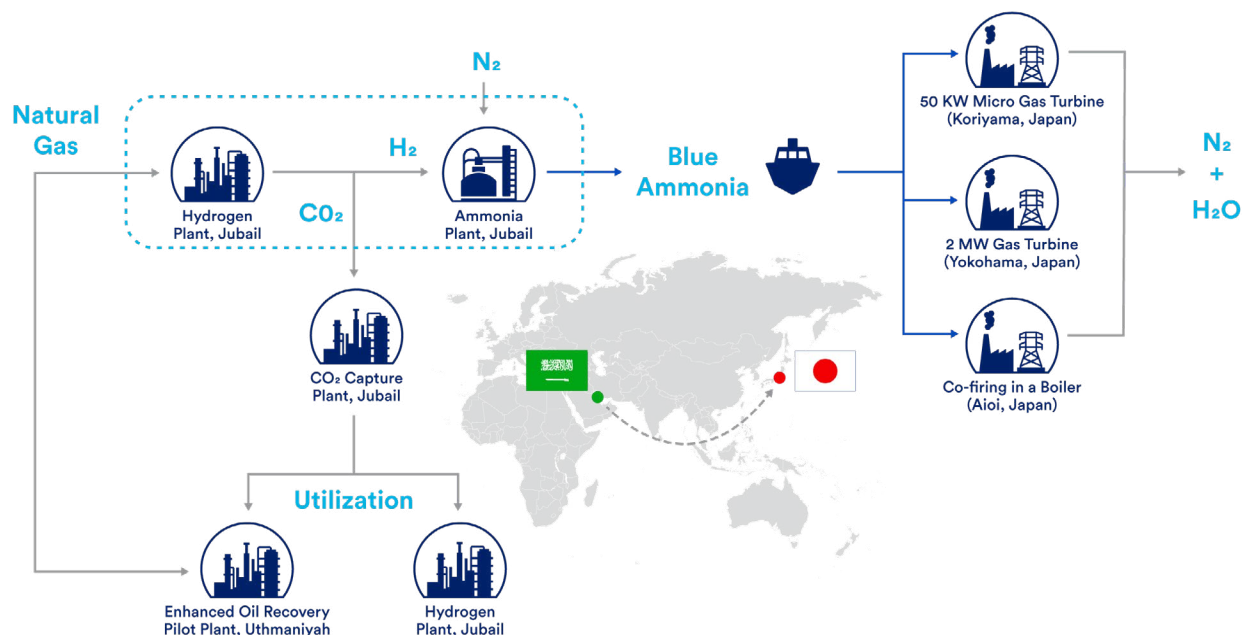 N₂
Natural
Gas
H₂
C0₂
Hydrogen
Plant, Jubail
Ammonia
Plant, Jubail
Blue
Ammonia
50 KW Micro Gas Turbine
(Koriyama, Japan)
2 MW Gas Turbine
(Yokohama, Japan)
Co-firing in a Boiler
(Aioi, Japan)
N₂
+
H₂O
CO₂ Capture
Plant, Jubail
Utilization
Enhanced Oil Recovery
Pilot Plant, Uthmaniyah
Hydrogen
Plant, Jubail